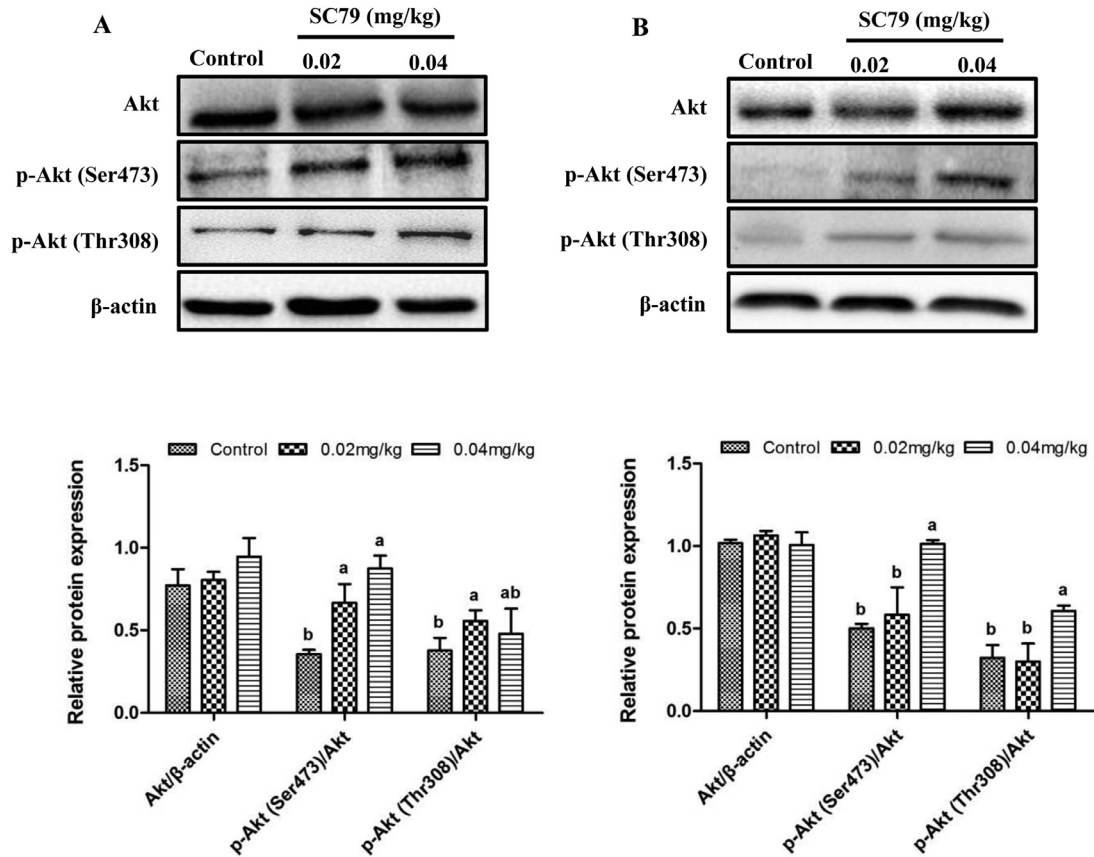 A
SC79 (mg/kg)
Control 0.02 0.04
Akt
p-Akt (Ser473)
p-Akt (Thr308)
β-actin
B
SC79 (mg/kg)
Control 0.02 0.04
Akt
p-Akt (Ser473)
p-Akt (Thr308)
β-actin
Control 0.02mg/kg 0.04mg/kg
Relative protein expression
1.5
1.0
0.5
0.0
b a a
b a ab
Akt/β-actin
p-Akt (Ser473)/Akt
p-Akt (Thr308)/Akt
Control 0.02mg/kg 0.04mg/kg
Relative protein expression
1.5
1.0
0.5
0.0
b b a
b b a
Akt/β-actin
p-Akt (Ser473)/Akt
p-Akt (Thr308)/Akt